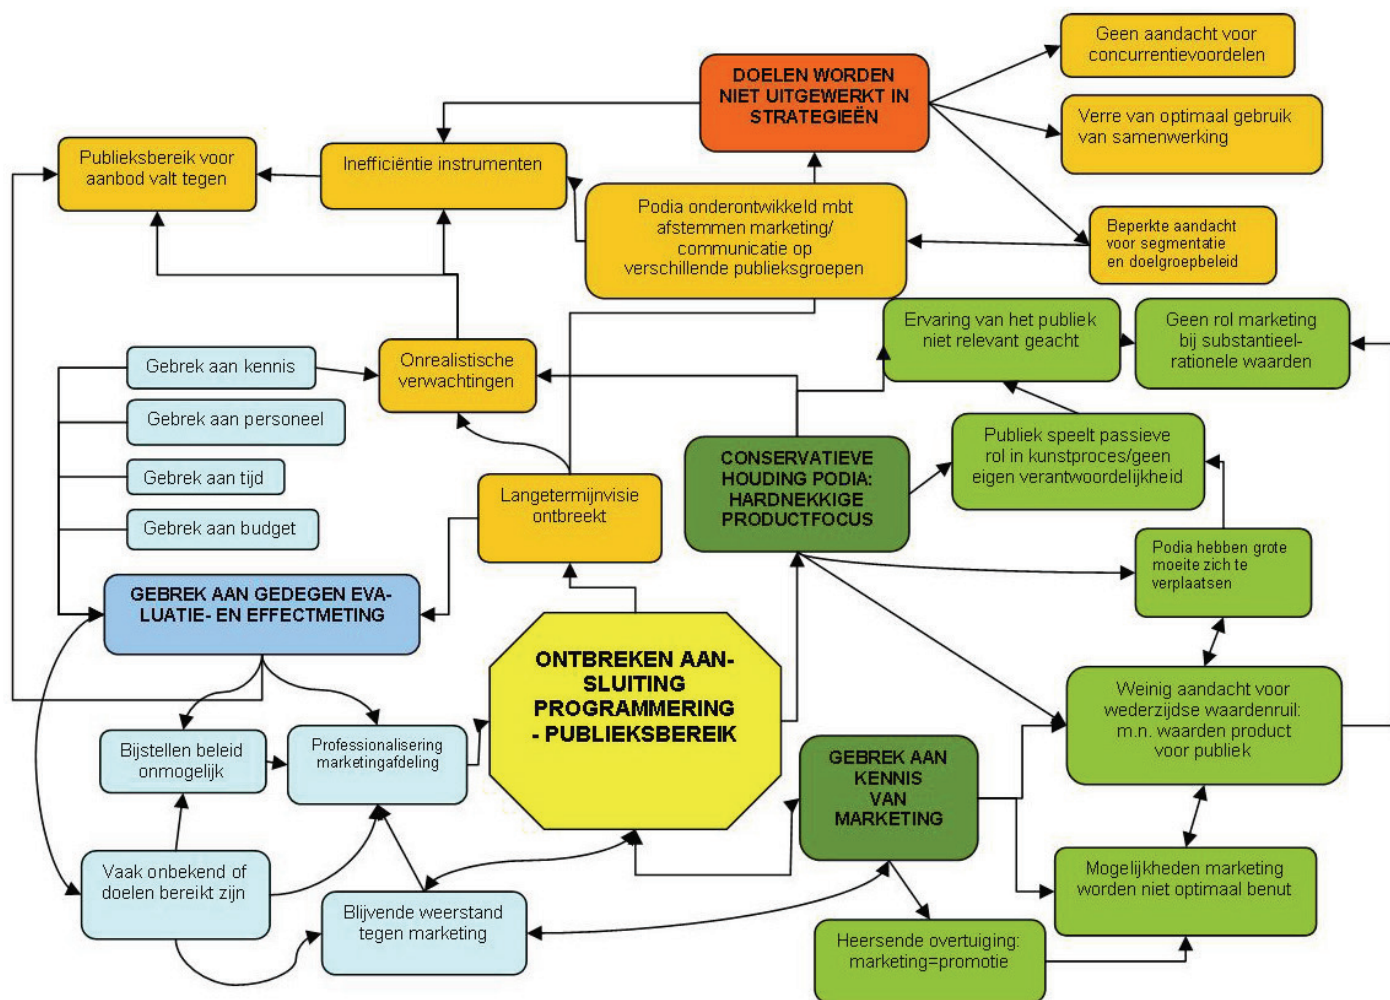 Geen aandacht voor
concurrentievoordelen
DOELEN WORDEN
NIET UITGEWERKT IN
STRATEGIEËN
Verre van optimaal gebruik
van samenwerking
Publieksbereik voor
aanbod valt tegen
Inefficiëntie instrumenten
Podia onderontwikkeld mbt
afstemmen marketing/
communicatie op
verschillende publieksgroepen
Beperkte aandacht
voor segmentatie
en doelgroepbeleid
Ervaring van het publiek
niet relevant geacht
Geen rol marketing
bij substantieel-
rationele waarden
Gebrek aan kennis
Onrealistische
verwachtingen
Gebrek aan personeel
Gebrek aan tijd
Gebrek aan budget
Publiek speelt passieve
rol in kunstproces/geen
eigen verantwoordelijkheid
CONSERVATIEVE
HOUDING PODIA:
HARDNEKKIGE
PRODUCTFOCUS
Langetermijnvisie
ontbreekt
Podia hebben grote
moeite zich te
verplaatsen
GEBREK AAN GEDEGEN EVA-
LUATIE- EN EFFECTMETING
ONTBREKEN AAN-
SLUITING
PROGRAMMERING
- PUBLIEKSBEREIK
Weinig aandacht voor
wederzijdse waardenruil:
m.n. waarden product
voor publiek
Bijstellen beleid
onmogelijk
Professionalisering
marketingafdeling
GEBREK AAN
KENNIS
VAN
MARKETING
Vaak onbekend of
doelen bereikt zijn
Mogelijkheden marketing
worden niet optimaal benut
Blijvende weerstand
tegen marketing
Heersende overtuiging:
marketing=promotie